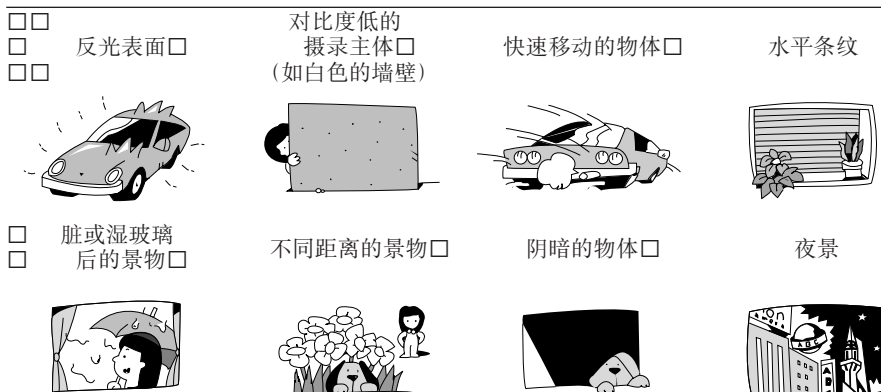 □□
□ 反光表面□
□□
对比度低的
摄录主体□
(如白色的墙壁)
快速移动的物体□
水平条纹
□ 脏或湿玻璃
□ 后的景物□
不同距离的景物□
阴暗的物体□
夜景